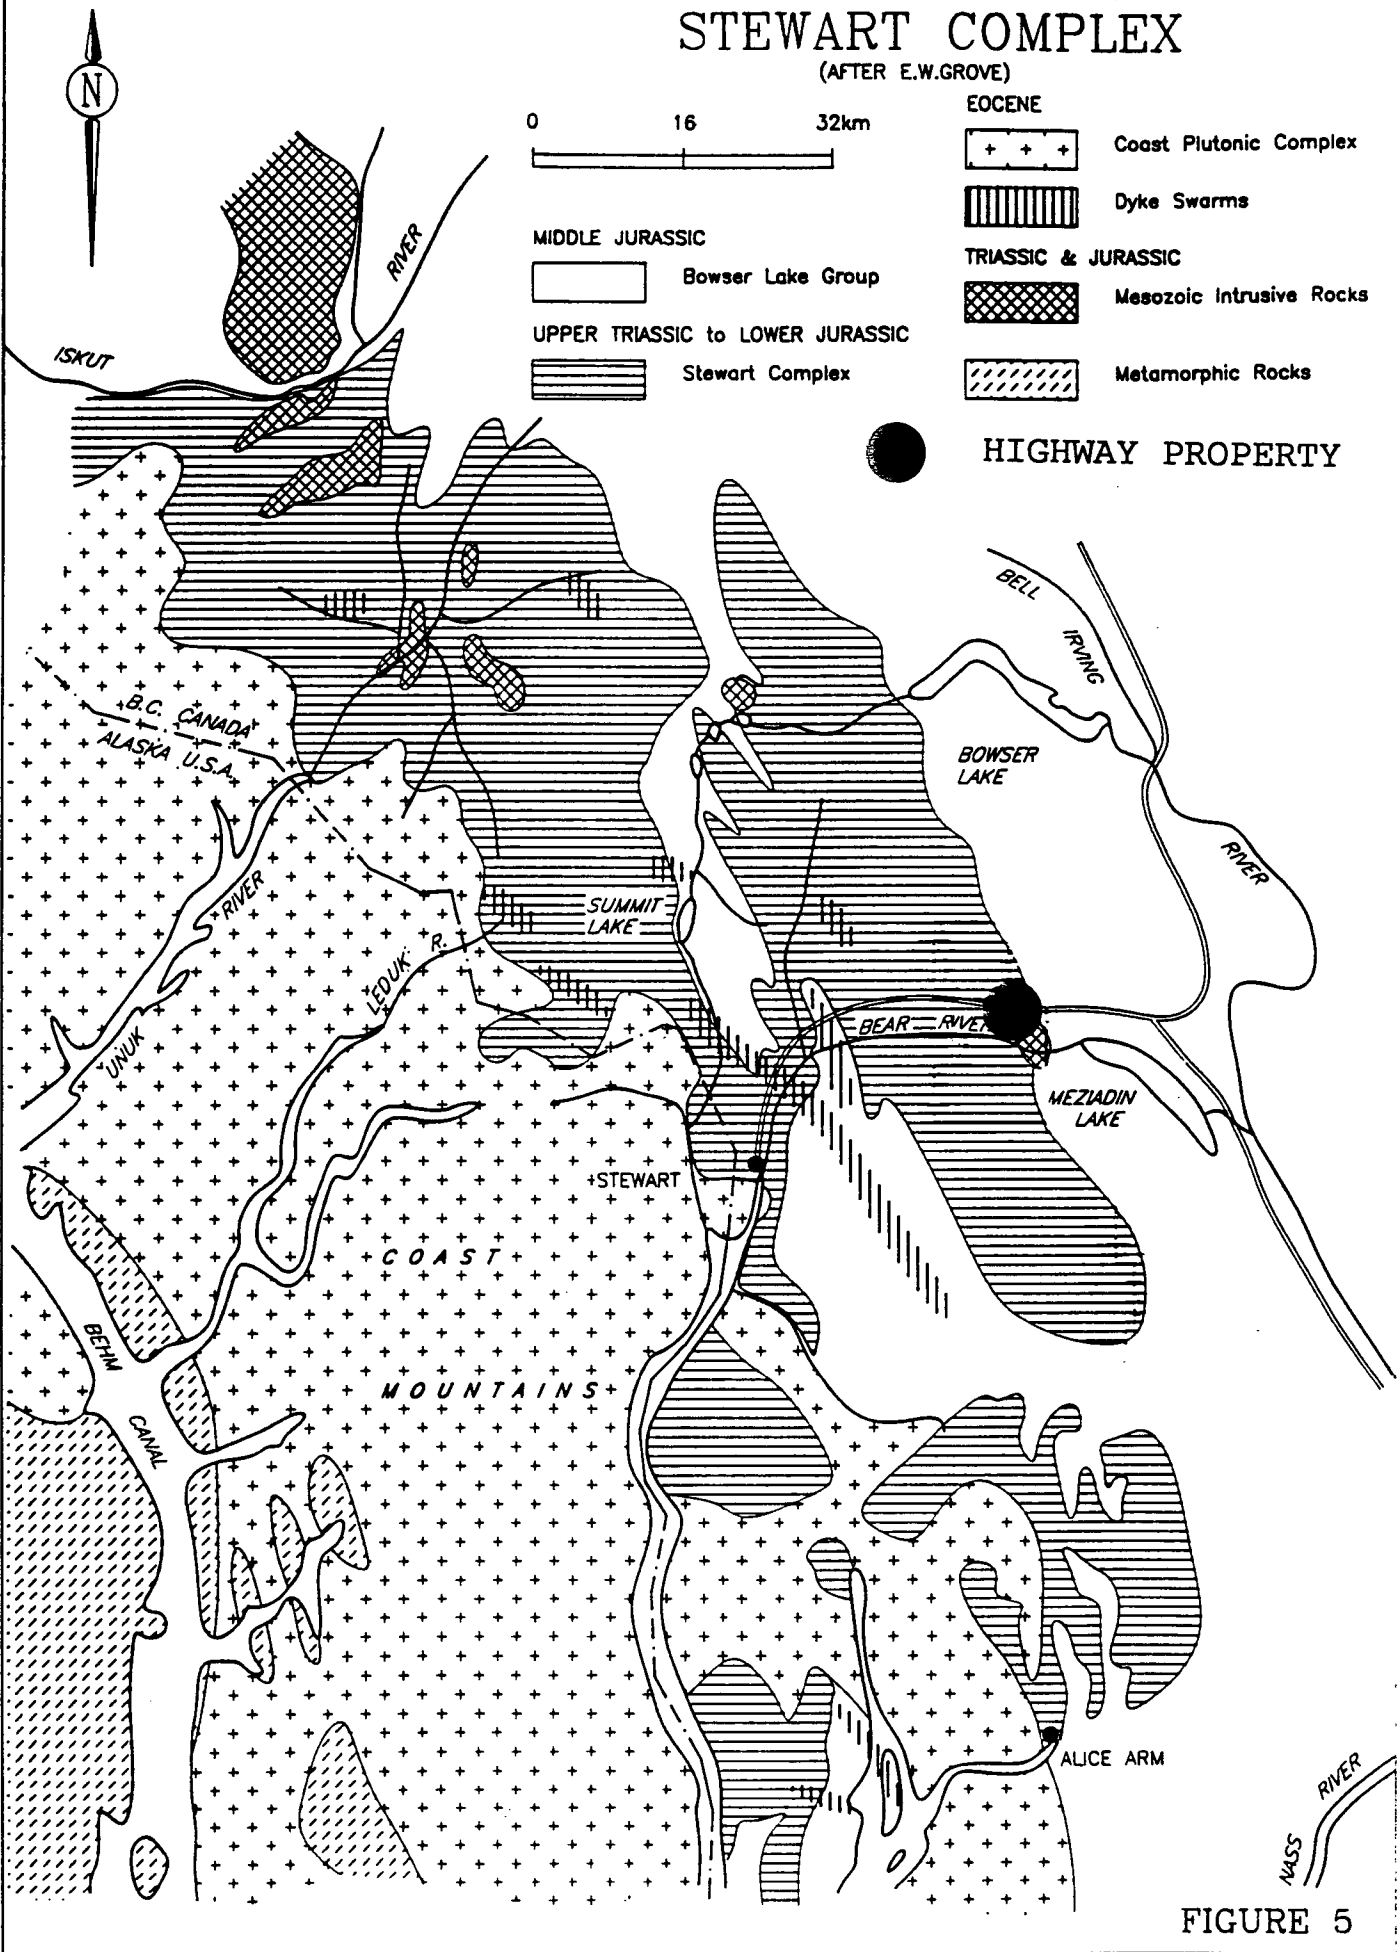 STEWART COMPLEX
(AFTER E.W.GROVE)
N
0 16 32km
EOCENE
Coast Plutonic Complex
Dyke Swarms
MIDDLE JURASSIC
Bowser Lake Group
TRIASSIC & JURASSIC
Mesozoic Intrusive Rocks
UPPER TRIASSIC to LOWER JURASSIC
Stewart Complex
Metamorphic Rocks
HIGHWAY PROPERTY
RIVER
ISKUT
BELL
IRVING
RIVER
B.C. CANADA
ALASKA U.S.A.
BOWSER
LAKE
UNUK
RIVER
LEDUK R.
SUMMIT
LAKE
BEAR RIVER
MEZIADIN
LAKE
STEWART
COAST
MOUNTAINS
BEHM
CANAL
ALICE ARM
NASS
RIVER
FIGURE 5